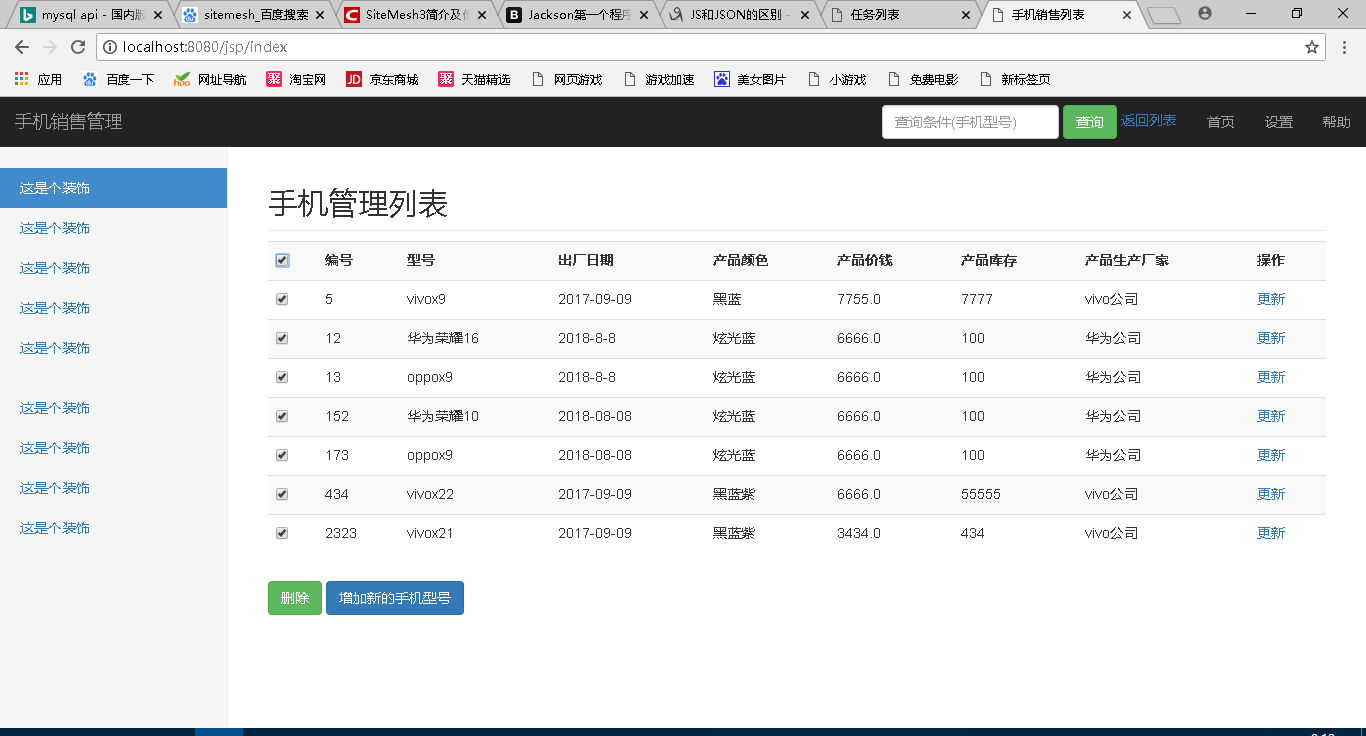 mysql api - 国内版
sitemesh_百度搜索
SiteMesh3简介及使
Jackson第一个程序
JS和JSON的区别 -
任务列表
手机销售列表
localhost:8080/jsp/index
应用 百度一下 网址导航 淘宝网 京东商城 天猫精选 网页游戏 游戏加速 美女图片 小游戏 免费电影 新标签页
手机销售管理 查询条件(手机型号) 查询 返回列表 首页 设置 帮助
这是个装饰
这是个装饰
这是个装饰
这是个装饰
这是个装饰
这是个装饰
这是个装饰
这是个装饰
这是个装饰
手机管理列表
编号 型号 出厂日期 产品颜色 产品价钱 产品库存 产品生产厂家 操作
5 vivox9 2017-09-09 黑蓝 7755.0 7777 vivo公司 更新
12 华为荣耀16 2018-8-8 炫光蓝 6666.0 100 华为公司 更新
13 oppox9 2018-8-8 炫光蓝 6666.0 100 华为公司 更新
152 华为荣耀10 2018-08-08 炫光蓝 6666.0 100 华为公司 更新
173 oppox9 2018-08-08 炫光蓝 6666.0 100 华为公司 更新
434 vivox22 2017-09-09 黑蓝紫 6666.0 55555 vivo公司 更新
2323 vivox21 2017-09-09 黑蓝紫 3434.0 434 vivo公司 更新
删除 增加新的手机型号